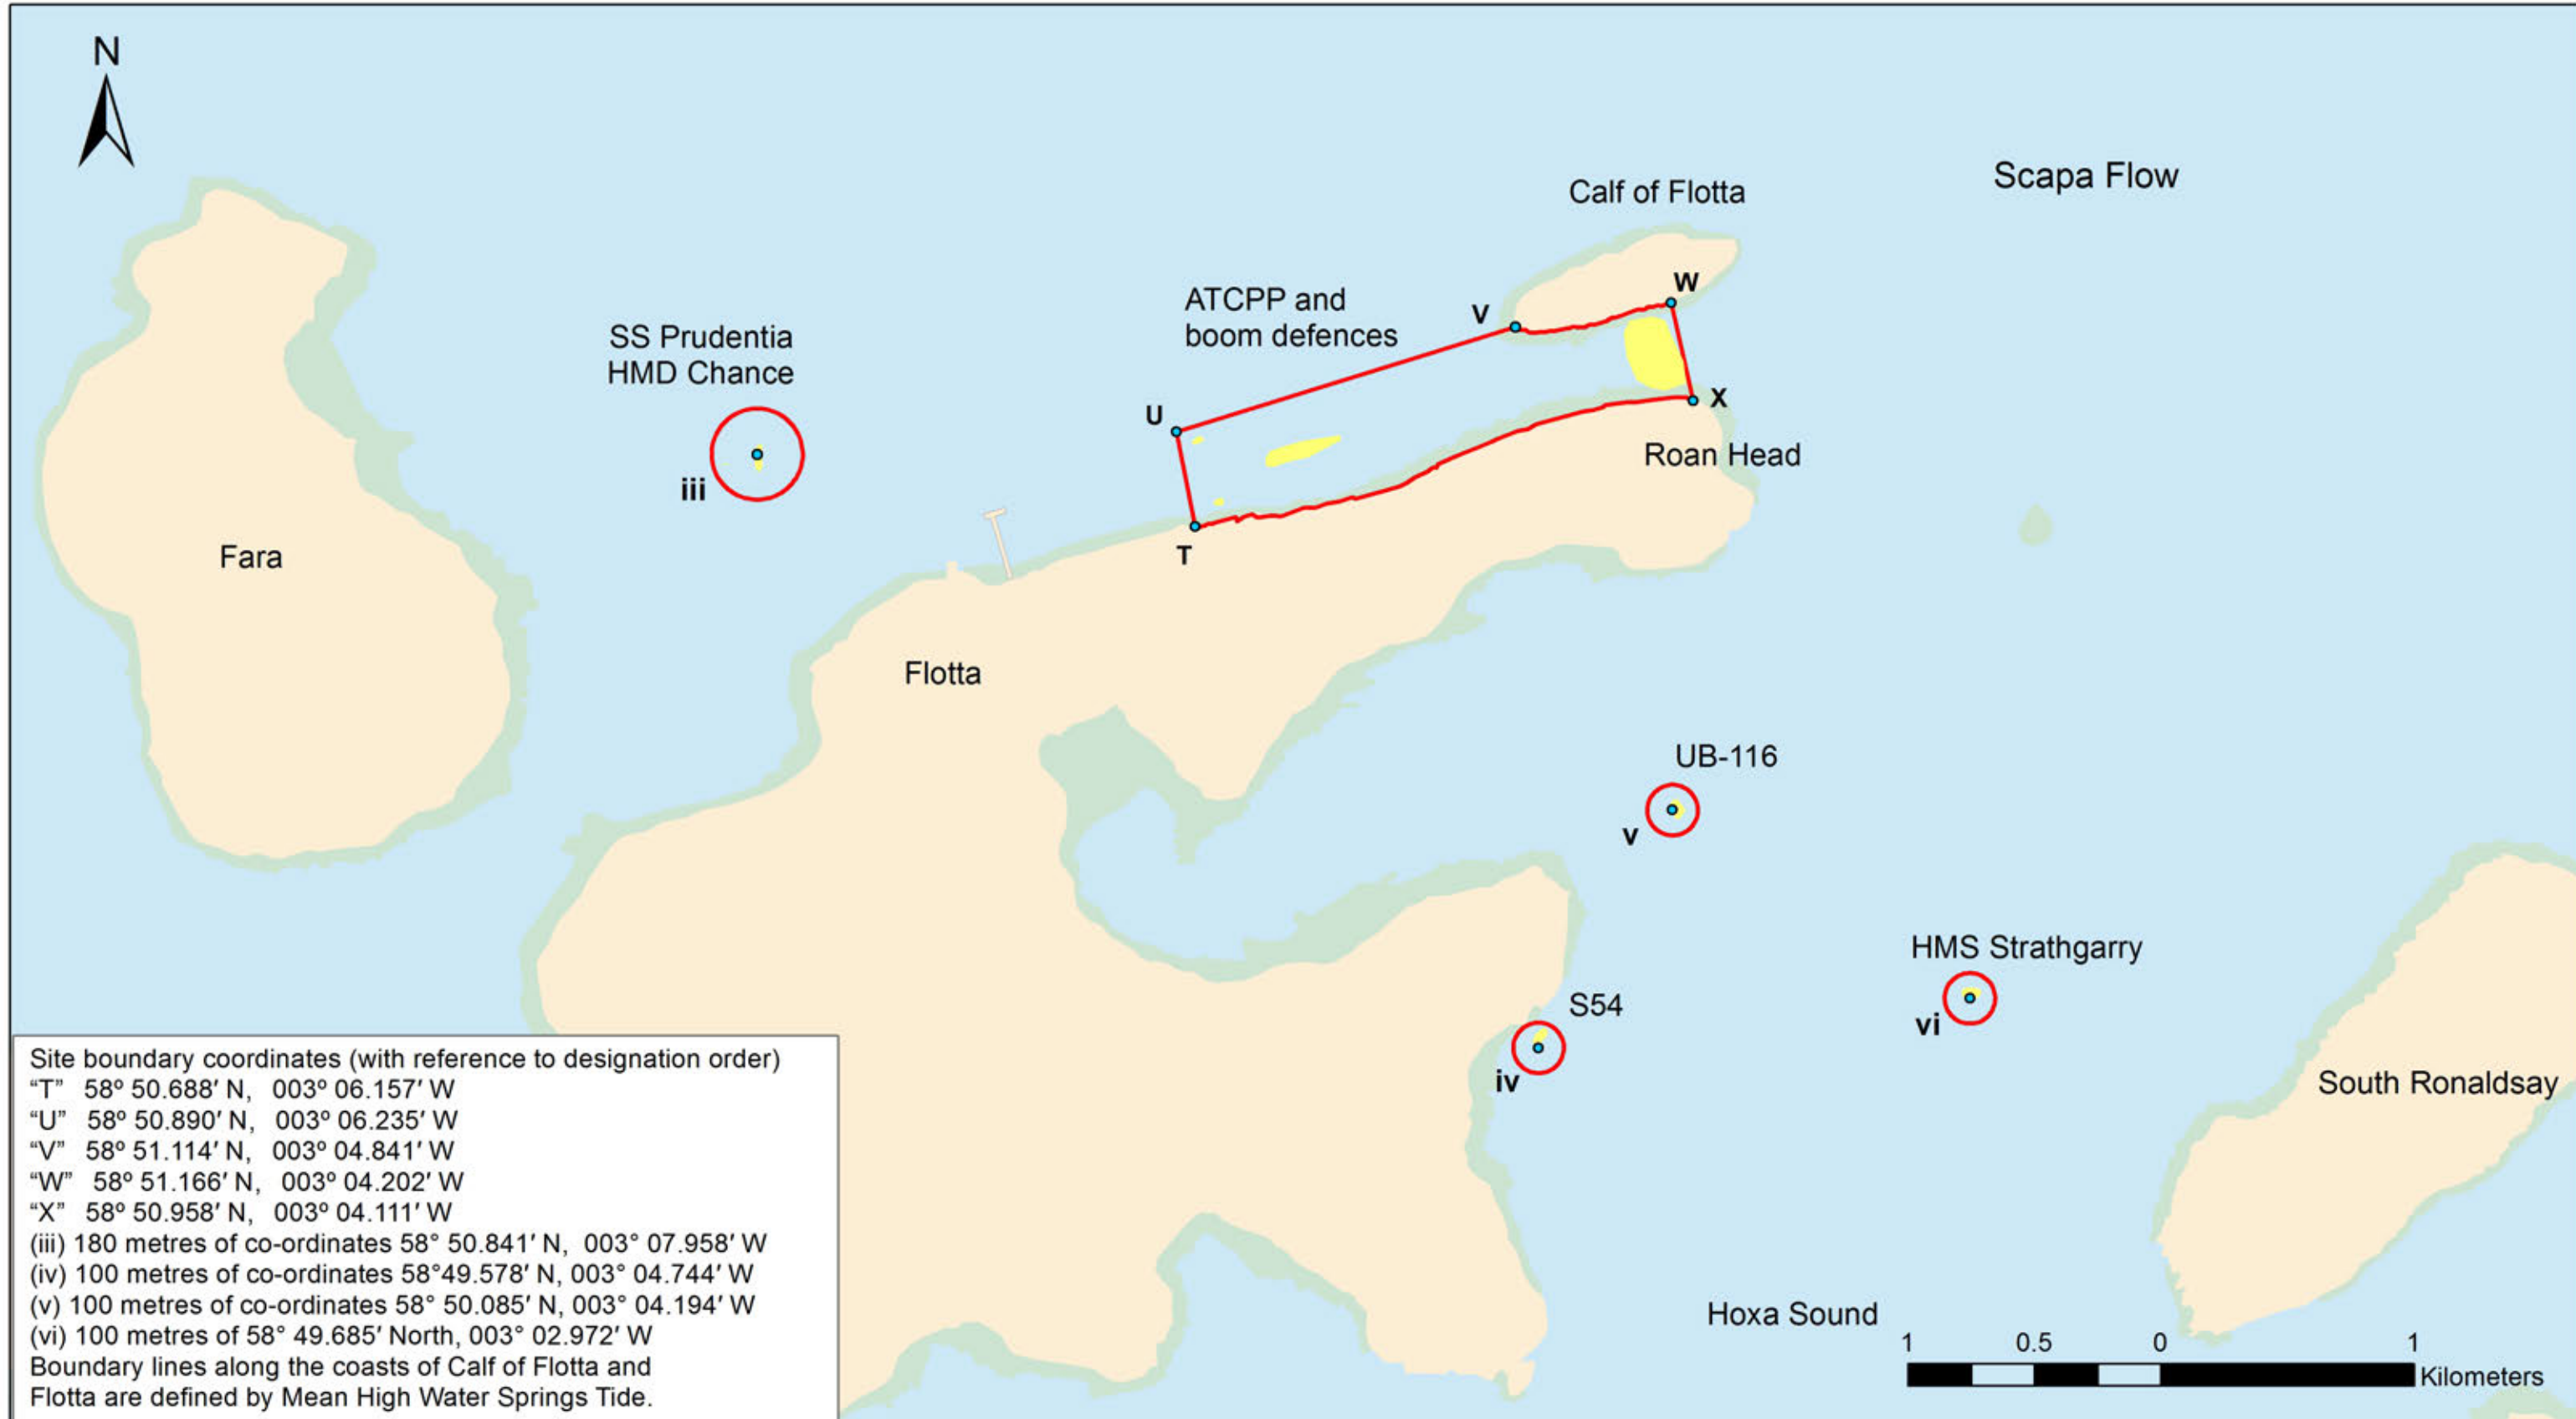 N
Calf of Flotta
Scapa Flow
W
ATCPP and
boom defences
V
SS Prudentia
HMD Chance
U
X
Roan Head
iii
T
Fara
Flotta
UB-116
v
HMS Strathgarry
S54
vi
iv
South Ronaldsay
Hoxa Sound
1 0.5 0 1
Kilometers
Site boundary coordinates (with reference to designation order)
“T” 58º 50.688′ N, 003º 06.157′ W
“U” 58º 50.890′ N, 003º 06.235′ W
“V” 58º 51.114′ N, 003º 04.841′ W
“W” 58º 51.166′ N, 003º 04.202′ W
“X” 58º 50.958′ N, 003º 04.111′ W
(iii) 180 metres of co-ordinates 58° 50.841′ N, 003° 07.958′ W
(iv) 100 metres of co-ordinates 58°49.578′ N, 003° 04.744′ W
(v) 100 metres of co-ordinates 58° 50.085′ N, 003° 04.194′ W
(vi) 100 metres of 58° 49.685′ North, 003° 02.972′ W
Boundary lines along the coasts of Calf of Flotta and
Flotta are defined by Mean High Water Springs Tide.